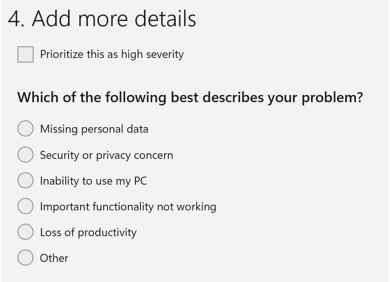 4. Add more details
Prioritize this as high severity
Which of the following best describes your problem?
Missing personal data
Security or privacy concern
Inability to use my PC
Important functionality not working
Loss of productivity
Other